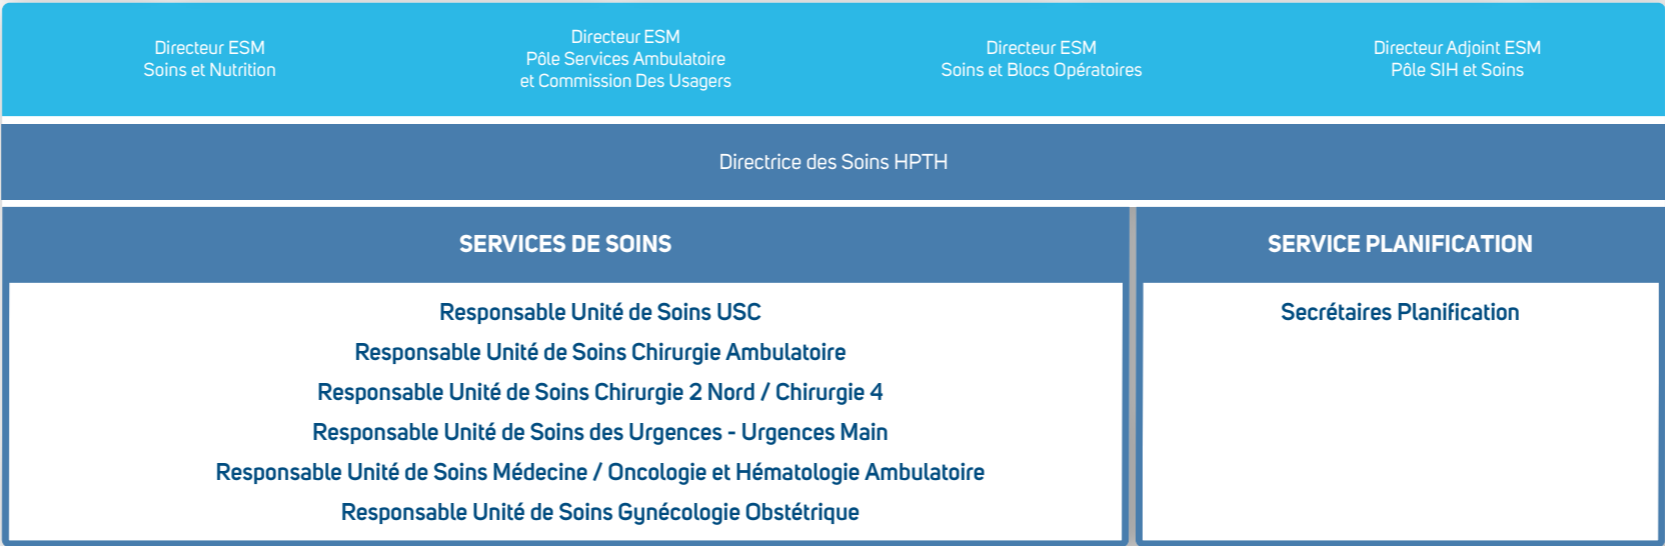 Directeur ESM
Soins et Nutrition
Directeur ESM
Pôle Services Ambulatoire
et Commission Des Usagers
Directeur ESM
Soins et Blocs Opératoires
Directeur Adjoint ESM
Pôle SIH et Soins
Directrice des Soins HPTH
SERVICES DE SOINS
Responsable Unité de Soins USC
Responsable Unité de Soins Chirurgie Ambulatoire
Responsable Unité de Soins Chirurgie 2 Nord / Chirurgie 4
Responsable Unité de Soins des Urgences - Urgences Main
Responsable Unité de Soins Médecine / Oncologie et Hématologie Ambulatoire
Responsable Unité de Soins Gynécologie Obstétrique
SERVICE PLANIFICATION
Secrétaires Planification